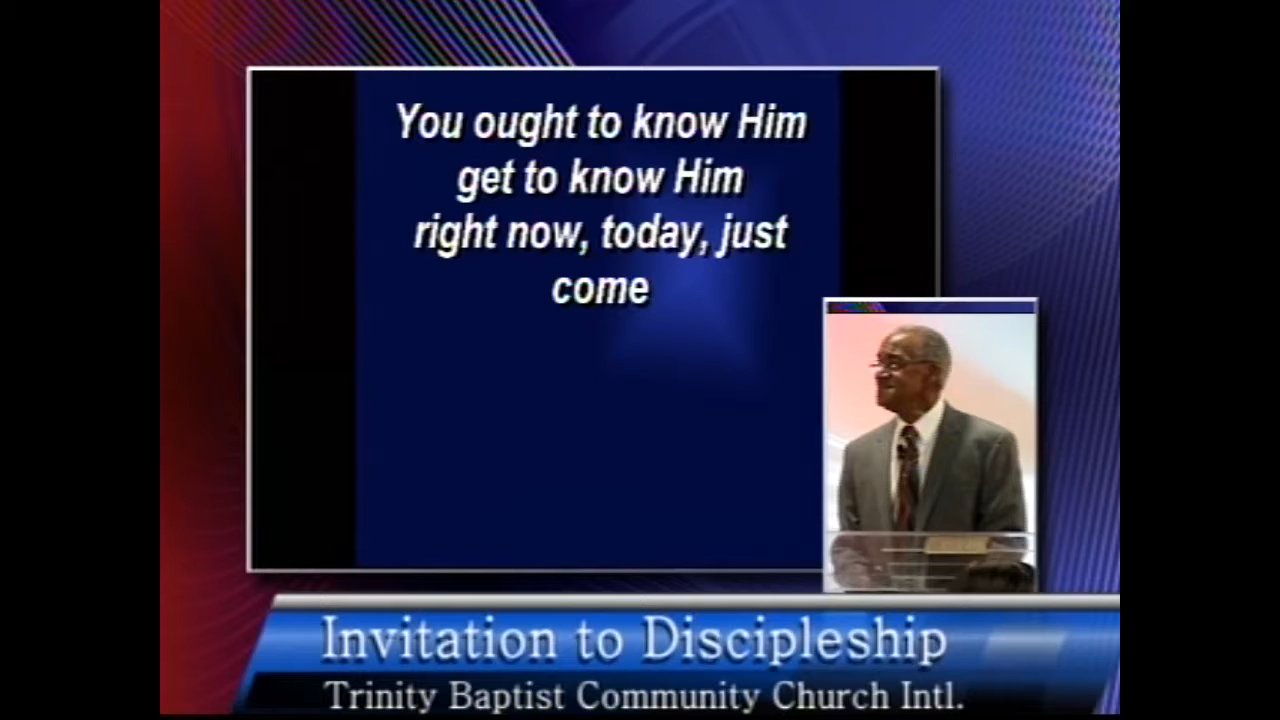 You ought to know Him
get to know Him
right now, today, just
come
Invitation to Discipleship
Trinity Baptist Community Church Intl.